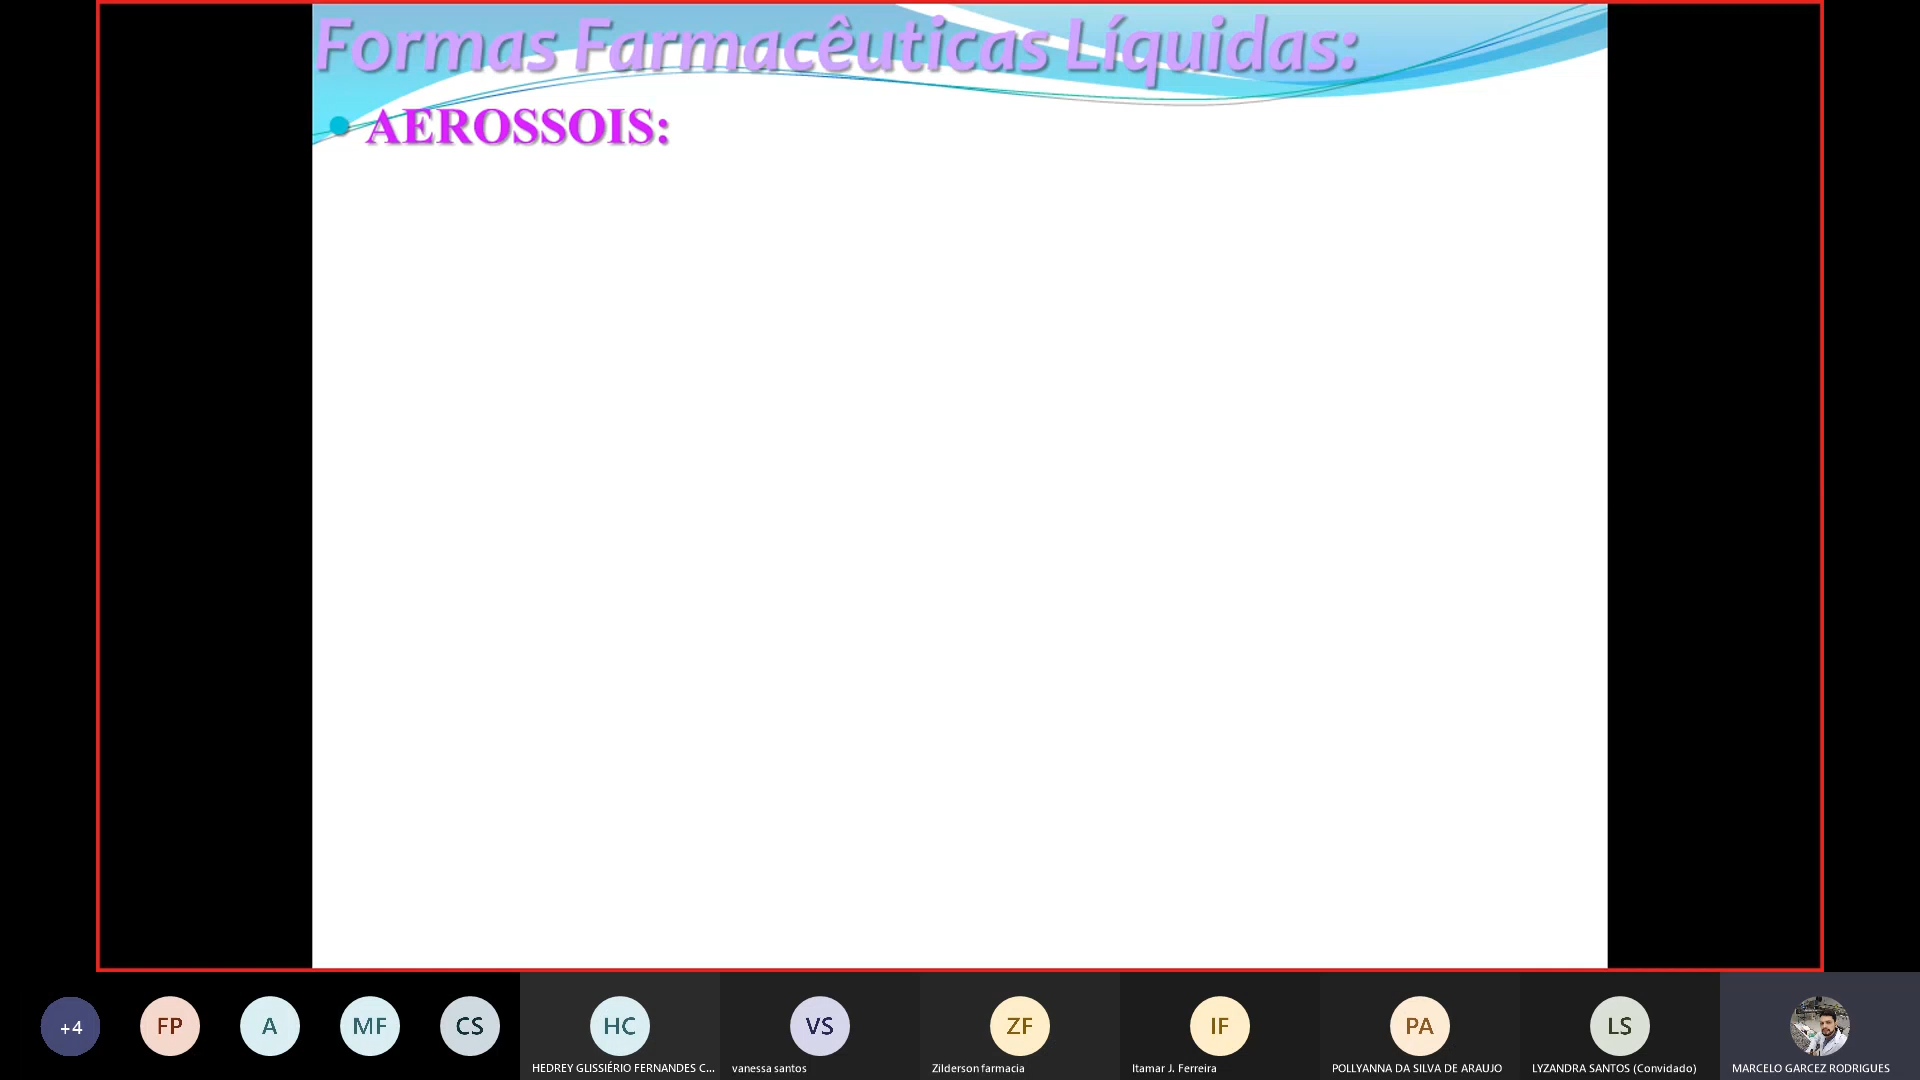 Formas Farmacêuticas Líquidas:
• AEROSSOIS:
+4
FP
A
MF
CS
HC
VS
ZF
IF
PA
LS
HEDREY GLISSIÉRIO FERNANDES C...
vanessa santos
Zilderson farmacia
Itamar J. Ferreira
POLLYANNA DA SILVA DE ARAUJO
LYZANDRA SANTOS (Convidado)
MARCELO GARCEZ RODRIGUES